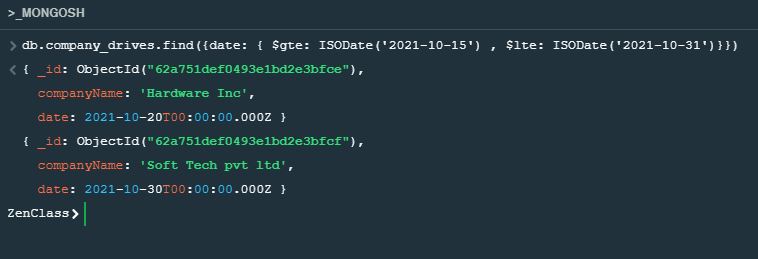 >_MONGOSH
> db.company_drives.find({date: { $gte: ISODate('2021-10-15') , $lte: ISODate('2021-10-31')}})
< { _id: ObjectId("62a751def0493e1bd2e3bfce"),
companyName: 'Hardware Inc',
date: 2021-10-20T00:00:00.000Z }
{ _id: ObjectId("62a751def0493e1bd2e3bfcf"),
companyName: 'Soft Tech pvt ltd',
date: 2021-10-30T00:00:00.000Z }
ZenClass>